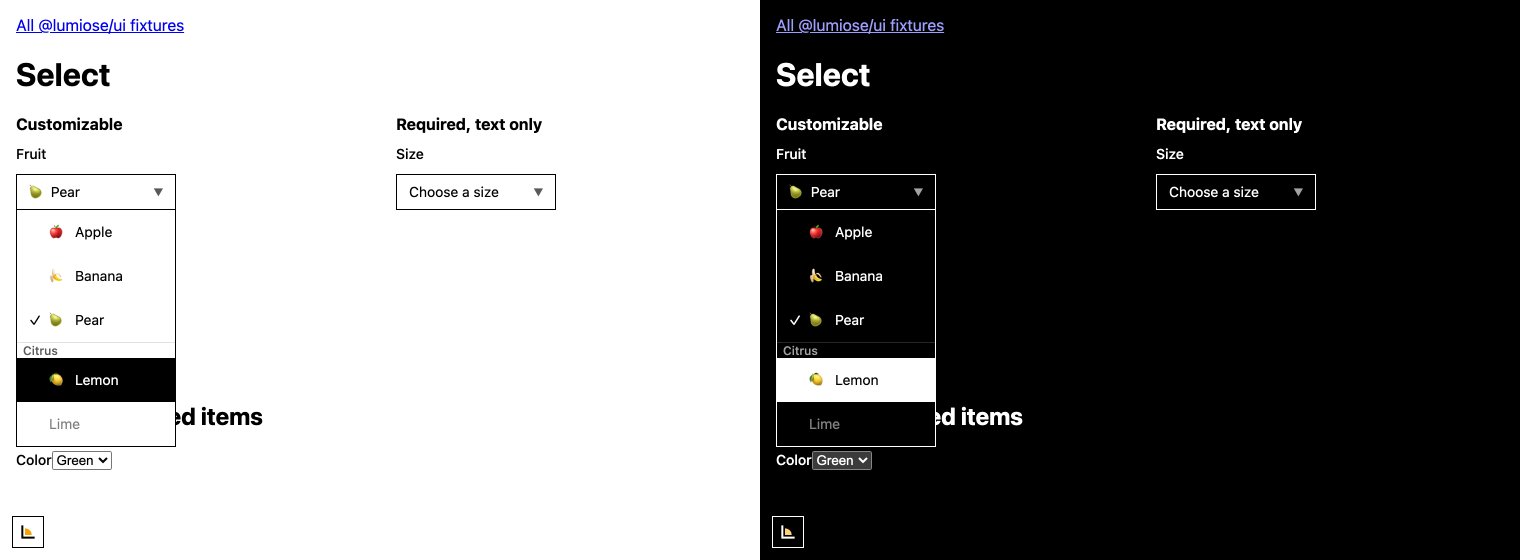 All @lumiose/ui fixtures
Select
Customizable
Fruit
Pear
Apple
Banana
Pear
Citrus
Lemon
Lime
Required, text only
Size
Choose a size
ed items
Color Green
All @lumiose/ui fixtures
Select
Customizable
Fruit
Pear
Apple
Banana
Pear
Citrus
Lemon
Lime
Required, text only
Size
Choose a size
ed items
Color Green